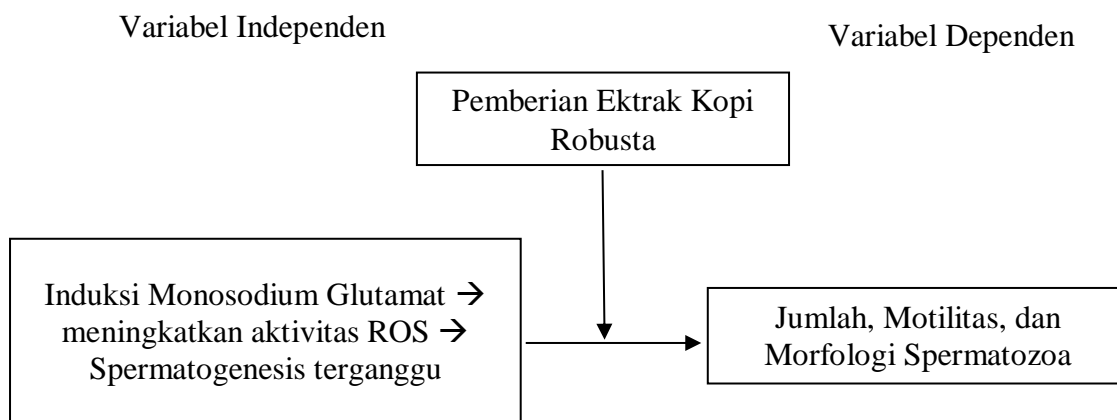 Variabel Independen
Variabel Dependen
Pemberian Ektrak Kopi
Robusta
Induksi Monosodium Glutamat →
meningkatkan aktivitas ROS →
Spermatogenesis terganggu
Jumlah, Motilitas, dan
Morfologi Spermatozoa